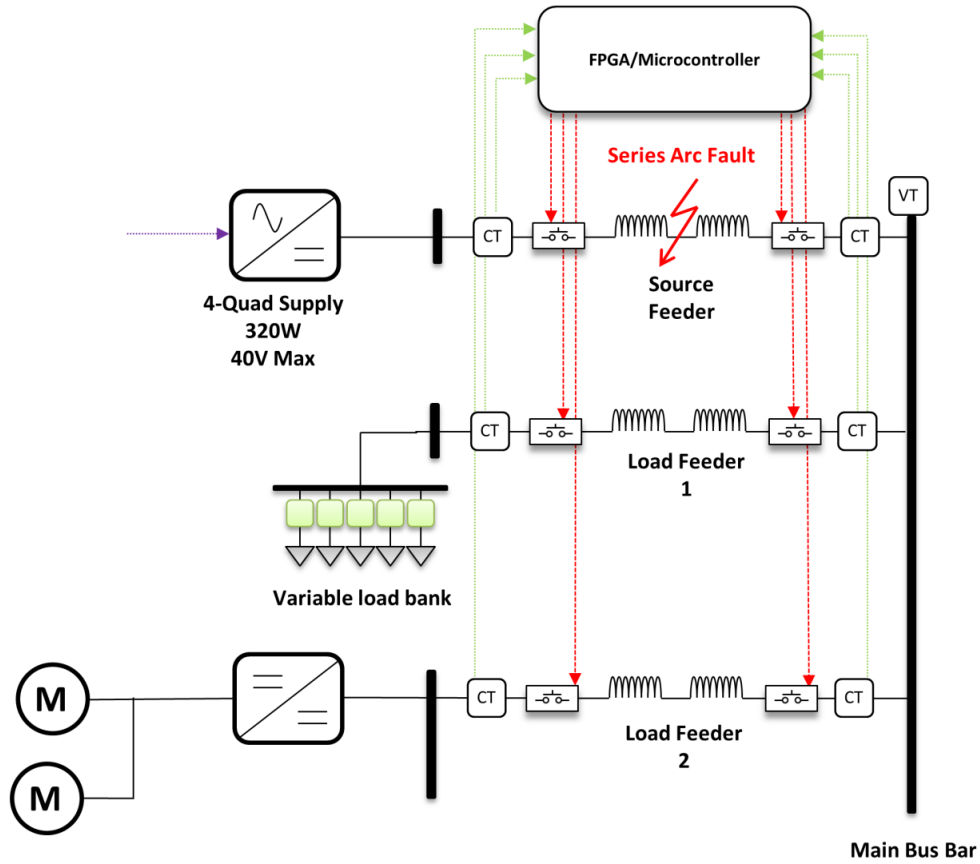 FPGA/Microcontroller
Series Arc Fault
VT
CT
CT
4-Quad Supply
320W
40V Max
Source
Feeder
CT
CT
Load Feeder
1
Variable load bank
M
CT
CT
Load Feeder
2
M
Main Bus Bar